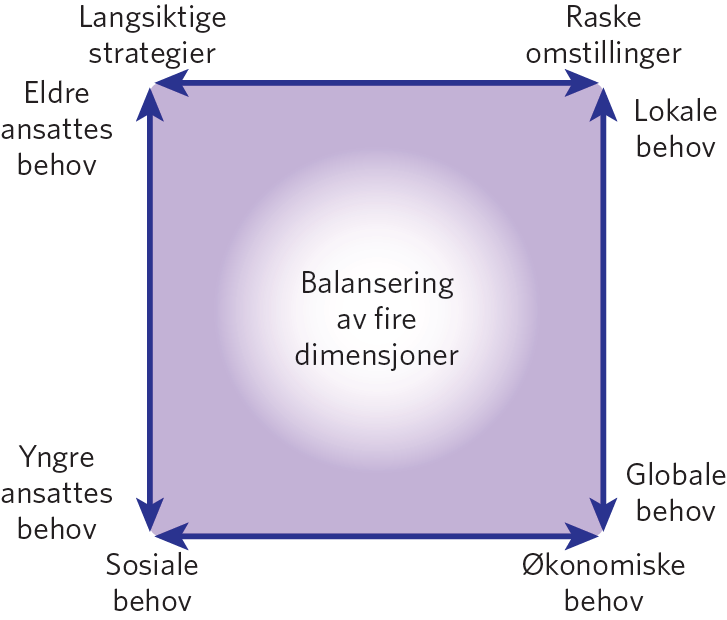 Langsiktige
strategier
Raske
omstillinger
Eldre
ansattes
behov
Lokale
behov
Balansering
av fire
dimensjoner
Yngre
ansattes
behov
Globale
behov
Sosiale
behov
Økonomiske
behov